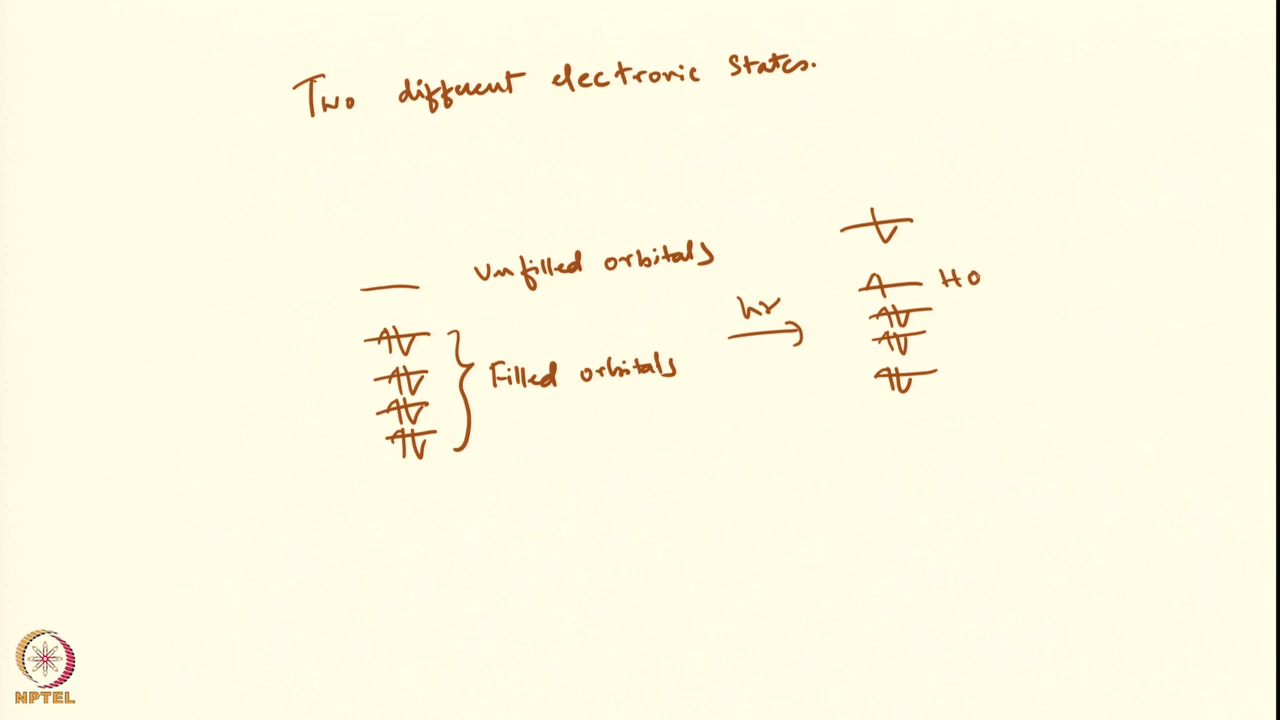 Two different electronic states.
Unfilled orbitals
hν
HO
Filled orbitals
NPTEL